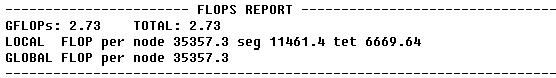 ------------------------ FLOPS REPORT ---------------------------------
GFLOPs: 2.73    TOTAL: 2.73
LOCAL  FLOP per node 35357.3 seg 11461.4 tet 6669.64
GLOBAL FLOP per node 35357.3
-----------------------------------------------------------------------